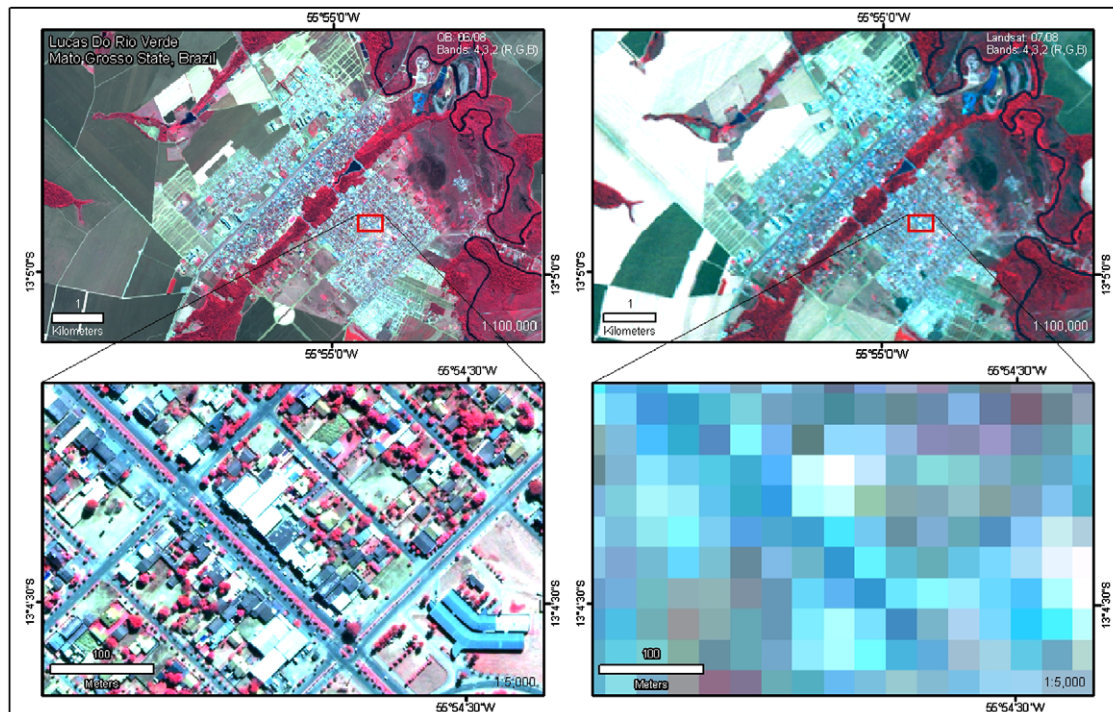 55°55'0"W
55°55'0"W
Lucas Do Rio Verde
Mato Grosso State, Brazil
QB: 06/08
Bands: 4,3,2 (R,G,B)
Landsat: 07/08
Bands: 4,3,2 (R,G,B)
13°5'0"S
13°5'0"S
13°5'0"S
13°5'0"S
1
Kilometers
1:100,000
1
Kilometers
1:100,000
55°55'0"W
55°55'0"W
55°54'30"W
55°54'30"W
13°4'30"S
13°4'30"S
13°4'30"S
13°4'30"S
100
Meters
1:5,000
100
Meters
1:5,000
55°54'30"W
55°54'30"W